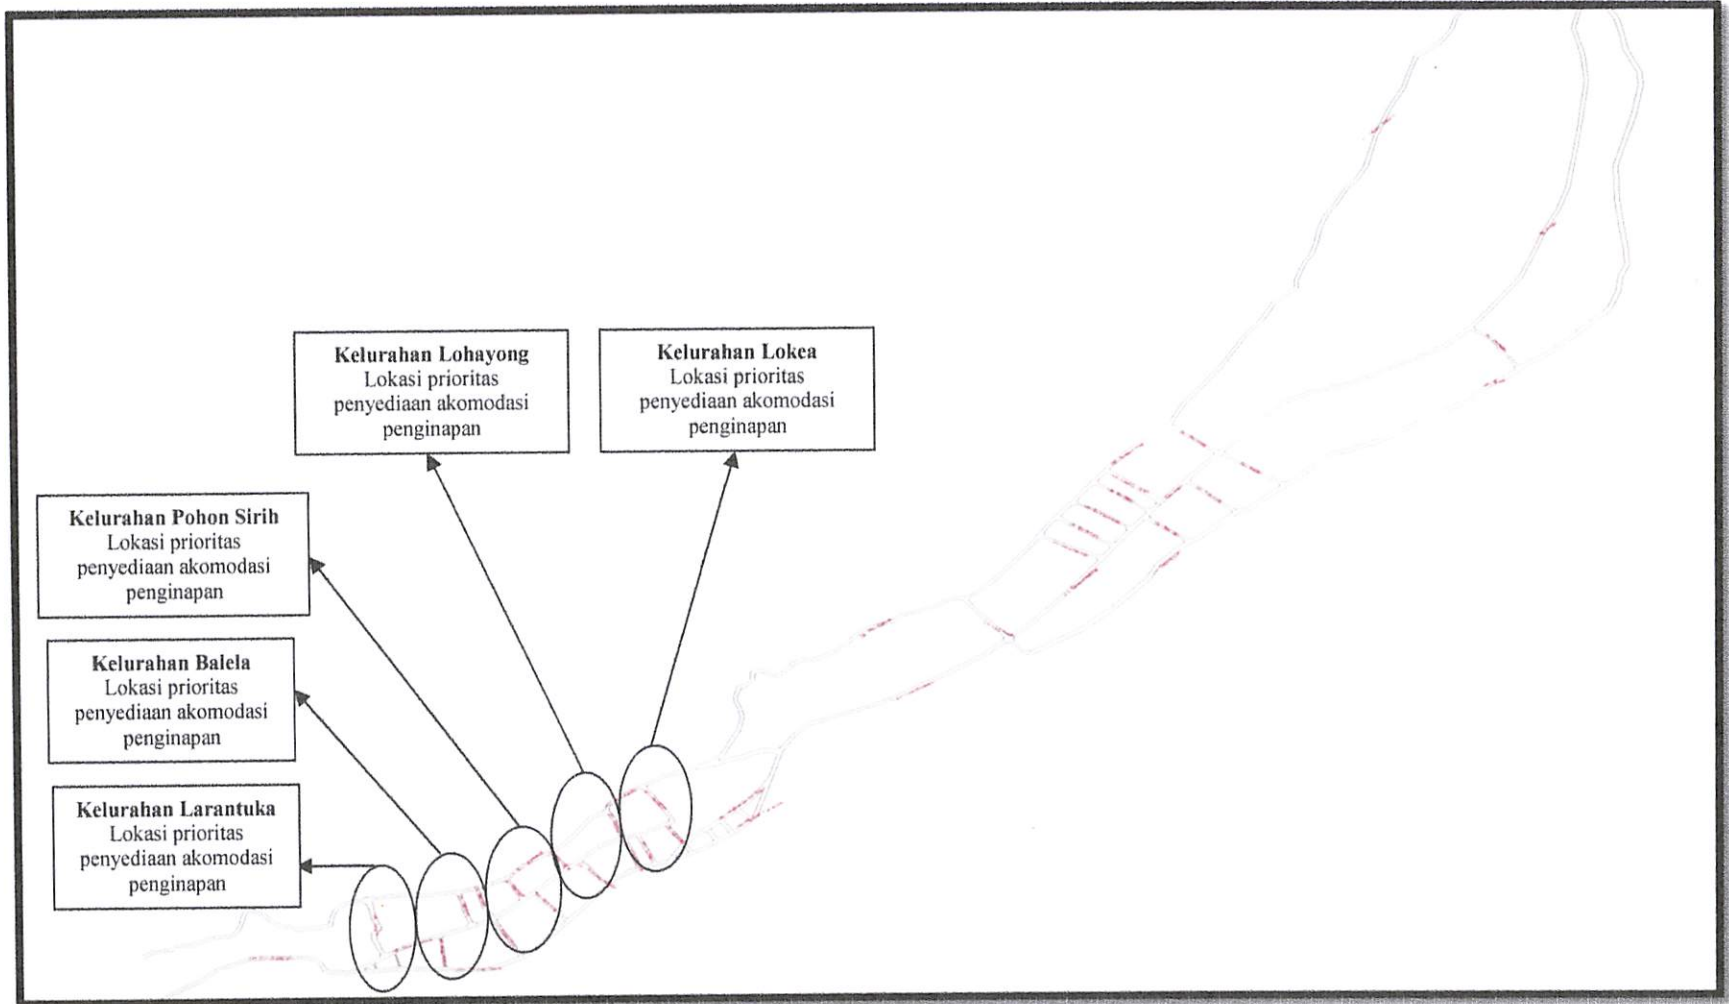 Kelurahan Lohayong
Lokasi prioritas
penyediaan akomodasi
penginapan
Kelurahan Lokea
Lokasi prioritas
penyediaan akomodasi
penginapan
Kelurahan Pohon Sirih
Lokasi prioritas
penyediaan akomodasi
penginapan
Kelurahan Balela
Lokasi prioritas
penyediaan akomodasi
penginapan
Kelurahan Larantuka
Lokasi prioritas
penyediaan akomodasi
penginapan